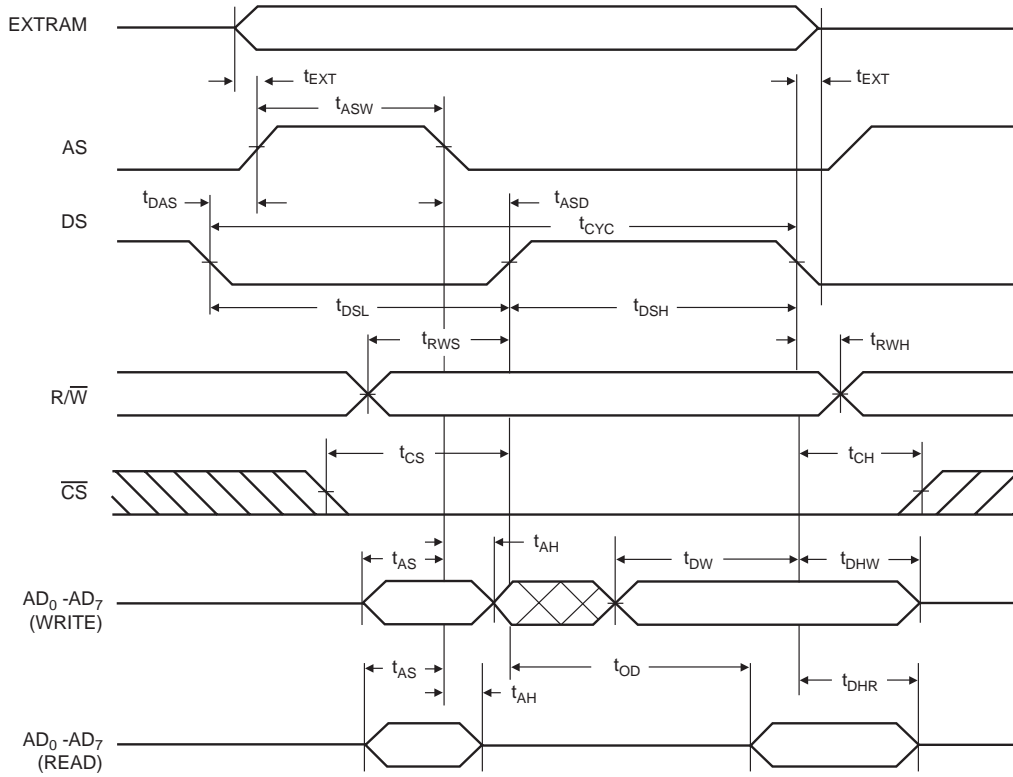 EXTRAM
tEXT
tEXT
tASW
AS
tDAS
tASD
DS
tCYC
tDSL
tDSH
tRWS
tRWH
R/W̅
tCS
tCH
C̅S̅
tAS
tAH
tDW
tDHW
AD0 -AD7
(WRITE)
tAS
tOD
tAH
tDHR
AD0 -AD7
(READ)